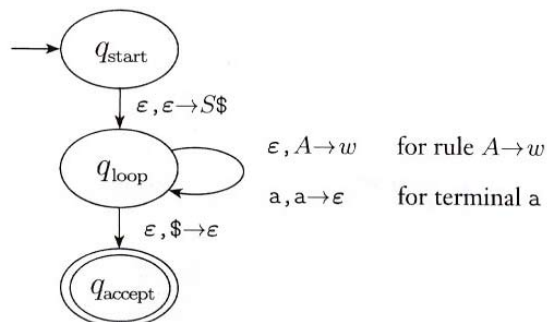 q_start
ε,ε→S$
q_loop
ε,A→w for rule A→w
a,a→ε for terminal a
ε,$→ε
q_accept